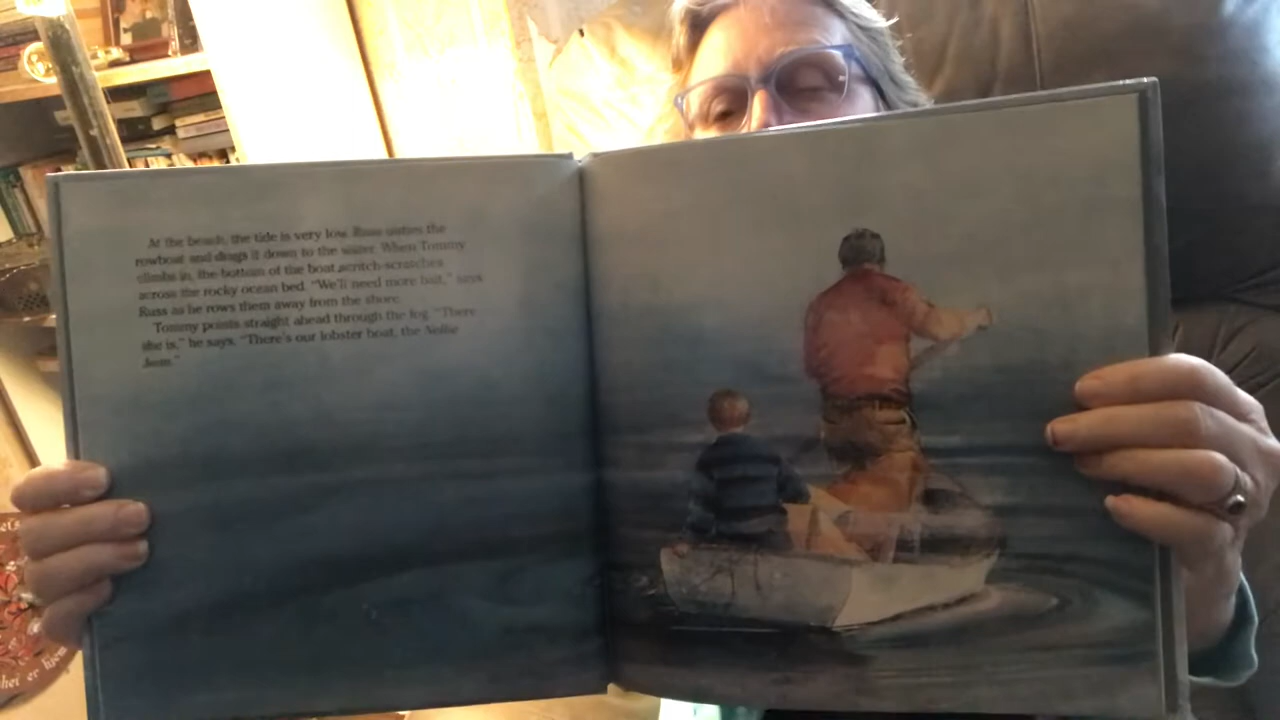 At the beach, the tide is very low. Russ unties the
rowboat and drags it down to the water. When Tommy
climbs in, the bottom of the boat scritch-scratches
across the rocky ocean bed. "We'll need more bait," says
Russ as he rows them away from the shore.
Tommy points straight ahead through the fog. "There
she is," he says. "There's our lobster boat, the Nellie
Jean."
hei er hjem